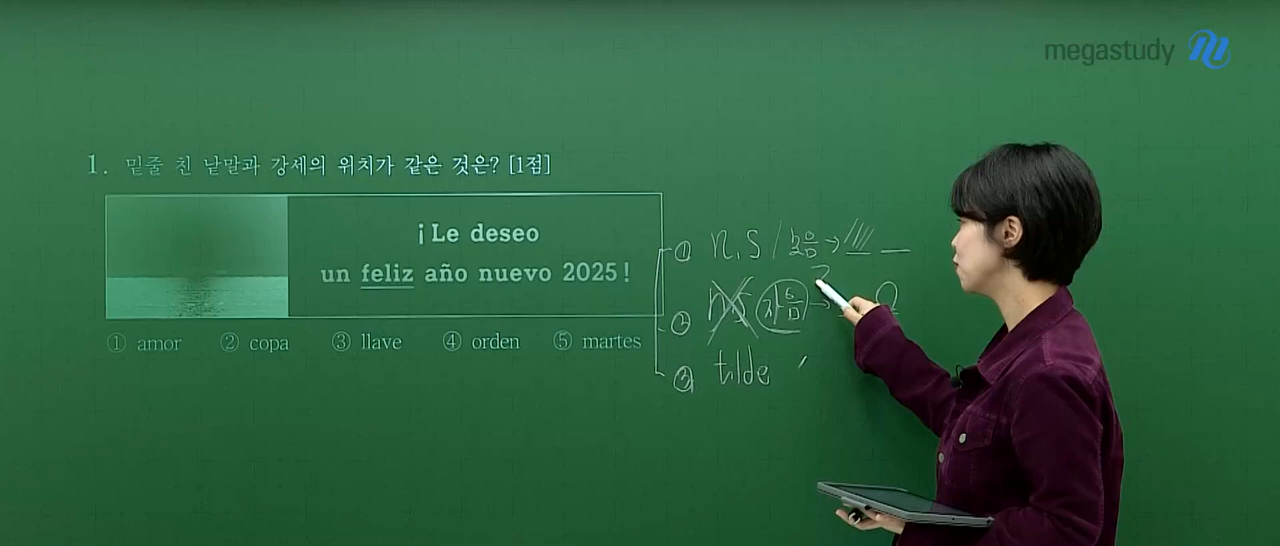 megastudy
1. 밑줄 친 낱말과 강세의 위치가 같은 것은? [1점]
¡Le deseo
un feliz año nuevo 2025!
① amor ② copa ③ llave ④ orden ⑤ martes
① n, s / 모음 →
② n s 자음 →
③ tilde